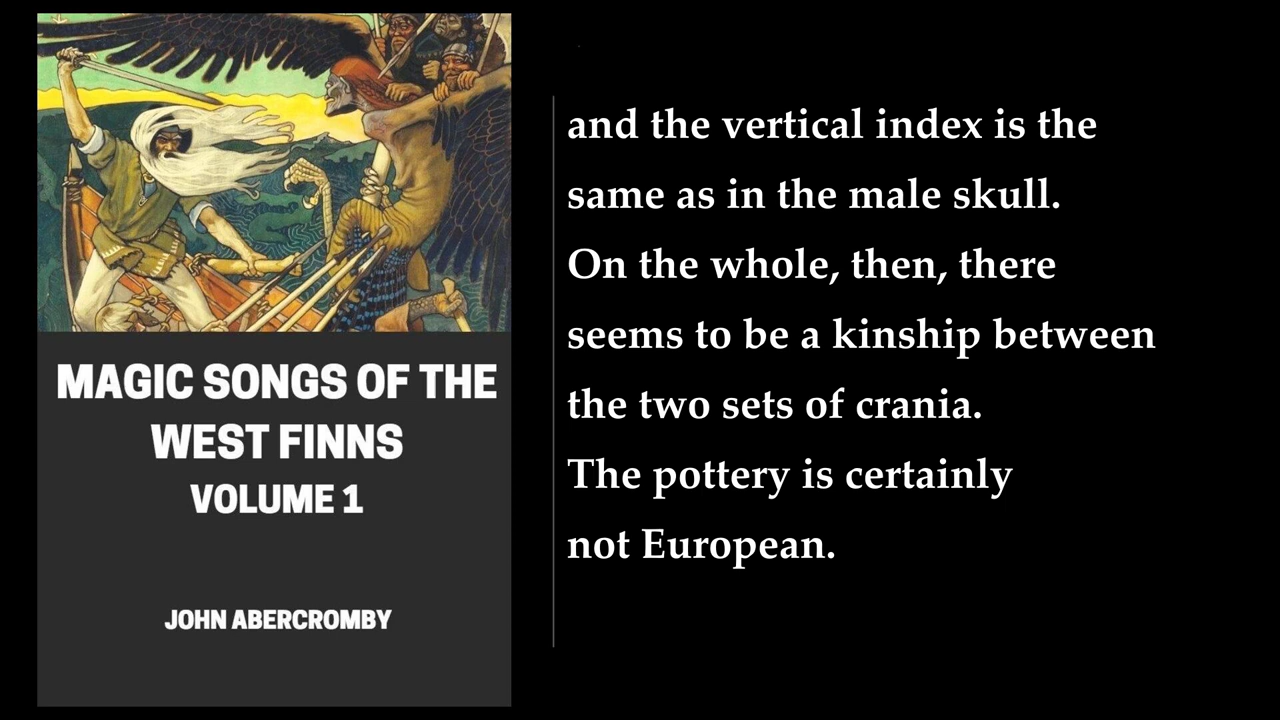 MAGIC SONGS OF THE
WEST FINNS
VOLUME 1
JOHN ABERCROMBY
and the vertical index is the
same as in the male skull.
On the whole, then, there
seems to be a kinship between
the two sets of crania.
The pottery is certainly
not European.